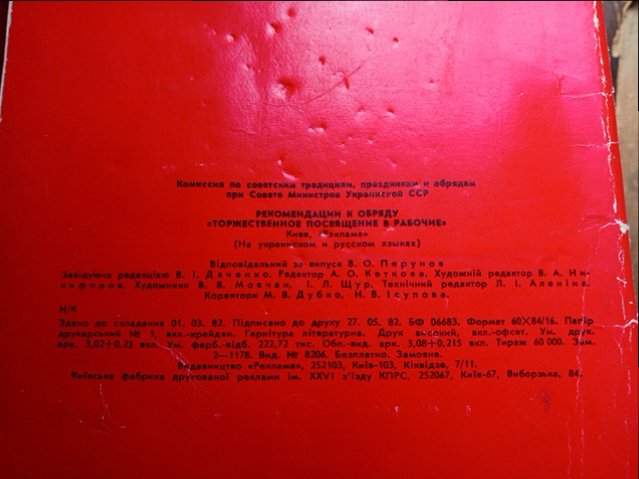 Комиссия по советским традициям, праздникам и обрядам
при Совете Министров Украинской ССР
РЕКОМЕНДАЦИИ К ОБРЯДУ
«ТОРЖЕСТВЕННОЕ ПОСВЯЩЕНИЕ В РАБОЧИЕ»
Киев, «Реклама»
(На украинском и русском языках)
Відповідальний за випуск В. О. Перунов
Завідуюча редакцією В. І. Дяченко. Редактор А. О. Кеткова. Художній редактор В. А. Ни-
кифоров. Художники В. В. Мовчан, І. Л. Щур. Технічний редактор Л. І. Аленіна.
Коректори М. В. Дубко, Н. В. Ісупова.
Н/К
Здано до складання 01. 03. 82. Підписано до друку 27. 05. 82. БФ 06683. Формат 60×84/16. Папір
друкарський № 1, вкл.-крейдян. Гарнітура літературна. Друк високий, вкл.-офсет. Ум. друк.
арк. 3,02+0,23 вкл. Ум. фарб.-відб. 222,72 тис. Обл.-вид. арк. 3,08+0,215 вкл. Тираж 60 000. Зам.
2—1178. Вид. № 8206. Безплатно. Замовне.
Видавництво «Реклама», 252103, Київ-103, Кіквідзе, 7/11.
Київська фабрика друкованої реклами ім. XXVI з'їзду КПРС, 252067, Київ-67, Виборзька, 84.